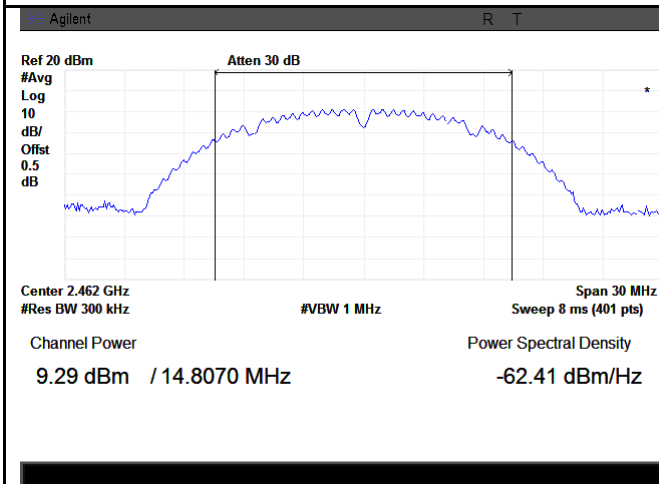 Agilent R T
Ref 20 dBm Atten 30 dB
#Avg
Log
10
dB/
Offst
0.5
dB
*
Center 2.462 GHz Span 30 MHz
#Res BW 300 kHz #VBW 1 MHz Sweep 8 ms (401 pts)
Channel Power Power Spectral Density
9.29 dBm / 14.8070 MHz -62.41 dBm/Hz